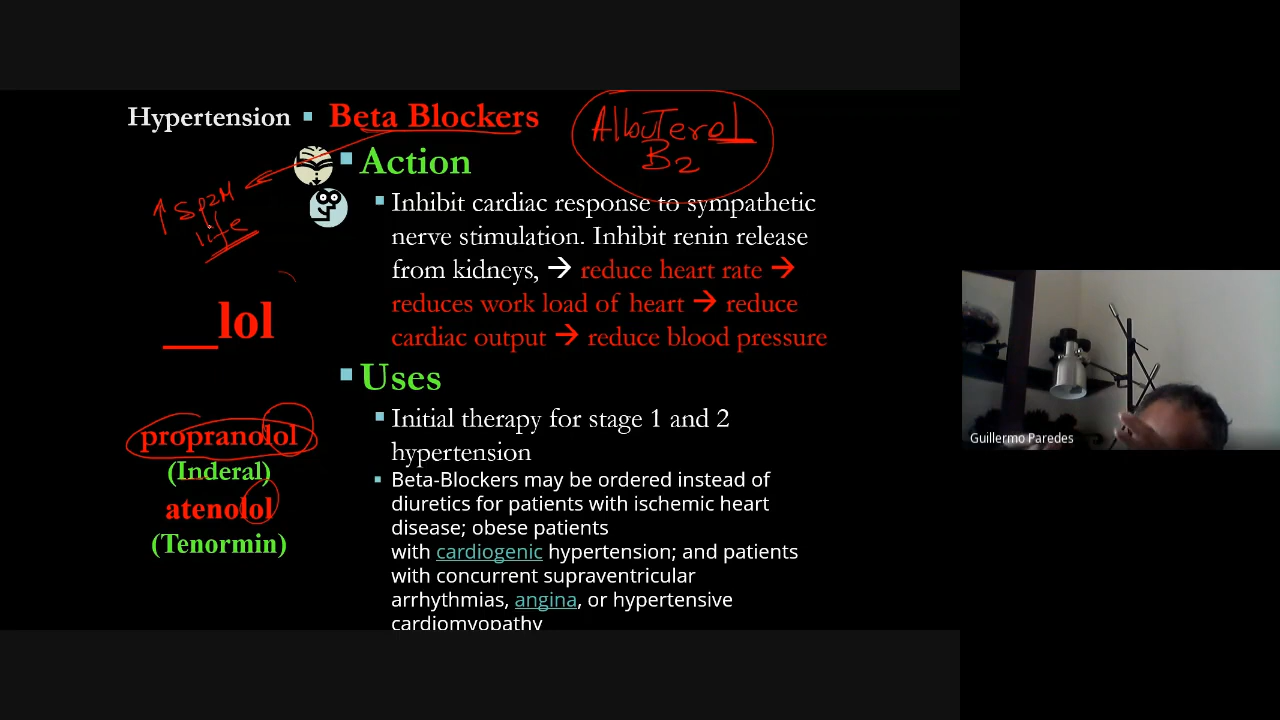 Hypertension ▪ Beta Blockers
AlbuTerol
B2
Action
Inhibit cardiac response to sympathetic
nerve stimulation. Inhibit renin release
from kidneys, → reduce heart rate →
reduces work load of heart → reduce
cardiac output → reduce blood pressure
↑
life
__lol
Uses
Initial therapy for stage 1 and 2
hypertension
propranolol
(Inderal)
atenolol
(Tenormin)
Beta-Blockers may be ordered instead of
diuretics for patients with ischemic heart
disease; obese patients
with cardiogenic hypertension; and patients
with concurrent supraventricular
arrhythmias, angina, or hypertensive
cardiomyopathy
Guillermo Paredes